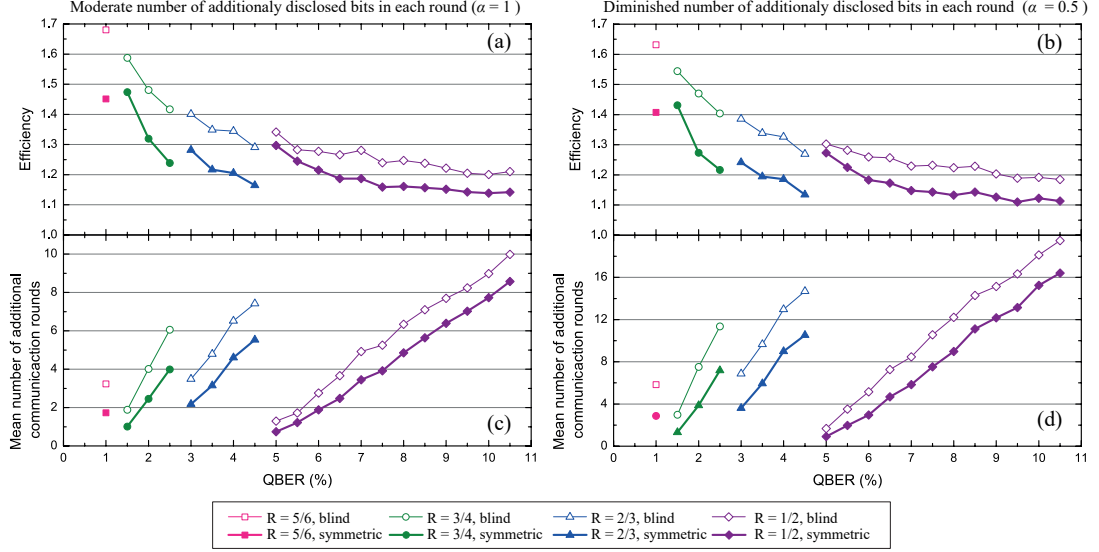 Moderate number of additionaly disclosed bits in each round (α = 1 )
Diminished number of additionaly disclosed bits in each round (α = 0.5 )
(a)
1.7
1.6
1.5
1.4
1.3
1.2
1.1
1.0
Efficiency
(b)
1.7
1.6
1.5
1.4
1.3
1.2
1.1
1.0
Efficiency
(c)
10
8
6
4
2
0
Mean number of additional
communicaction rounds
0 1 2 3 4 5 6 7 8 9 10 11
QBER (%)
(d)
16
12
8
4
0
Mean number of additional
communicaction rounds
0 1 2 3 4 5 6 7 8 9 10 11
QBER (%)
R = 5/6, blind R = 3/4, blind R = 2/3, blind R = 1/2, blind
R = 5/6, symmetric R = 3/4, symmetric R = 2/3, symmetric R = 1/2, symmetric